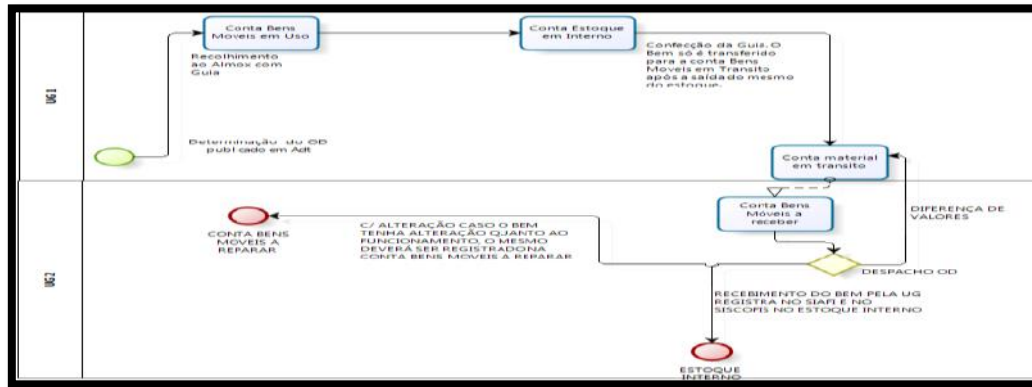 UG1
Conta Bens
Moveis em Uso
Recolhimento
ao Almox com
Guia
Conta Estoque
em Interno
Confecção da Guis. O
Bem só é transferido
para a conta Bens
Moveis em Transito
após a saída do mesmo
do estoque.
Determinação do OD
publicado em Adt
Conta material
em transito
UG2
Conta Bens
Móveis a
receber
DIFERENÇA DE
VALORES
DESPACHO OD
CONTA BENS
MOVEIS A
REPARAR
C/ ALTERAÇÃO CASO O BEM
TENHA ALTERAÇÃO QUANTO AO
FUNCIONAMENTO, O MESMO
DEVERÁ SER REGISTRADONA
CONTA BENS MOVEIS A REPARAR
RECEBIMENTO DO BEM PELA UG
REGISTRA NO SIAFI E NO
SISCOFIS NO ESTOQUE INTERNO
ESTOQUE
INTERNO